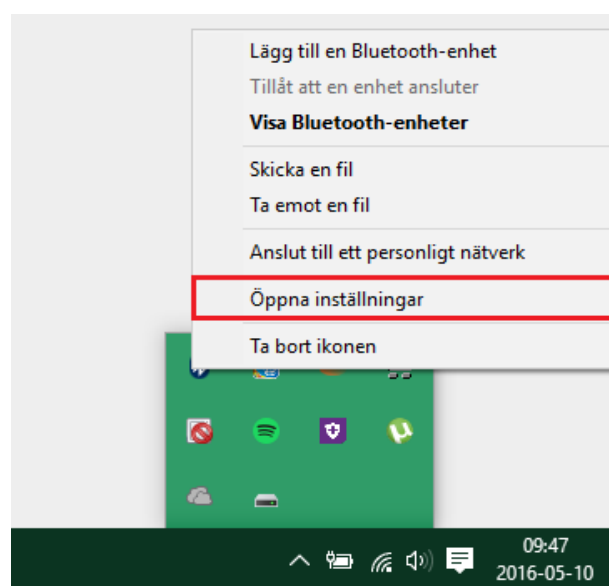 Lägg till en Bluetooth-enhet
Tillåt att en enhet ansluter
Visa Bluetooth-enheter
Skicka en fil
Ta emot en fil
Anslut till ett personligt nätverk
Öppna inställningar
Ta bort ikonen
09:47
2016-05-10